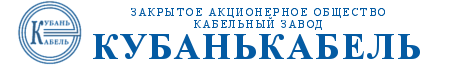 КУБАНЬ
КАБЕЛЬ
ЗАКРЫТОЕ АКЦИОНЕРНОЕ ОБЩЕСТВО
КАБЕЛЬНЫЙ ЗАВОД
КУБАНЬКАБЕЛЬ